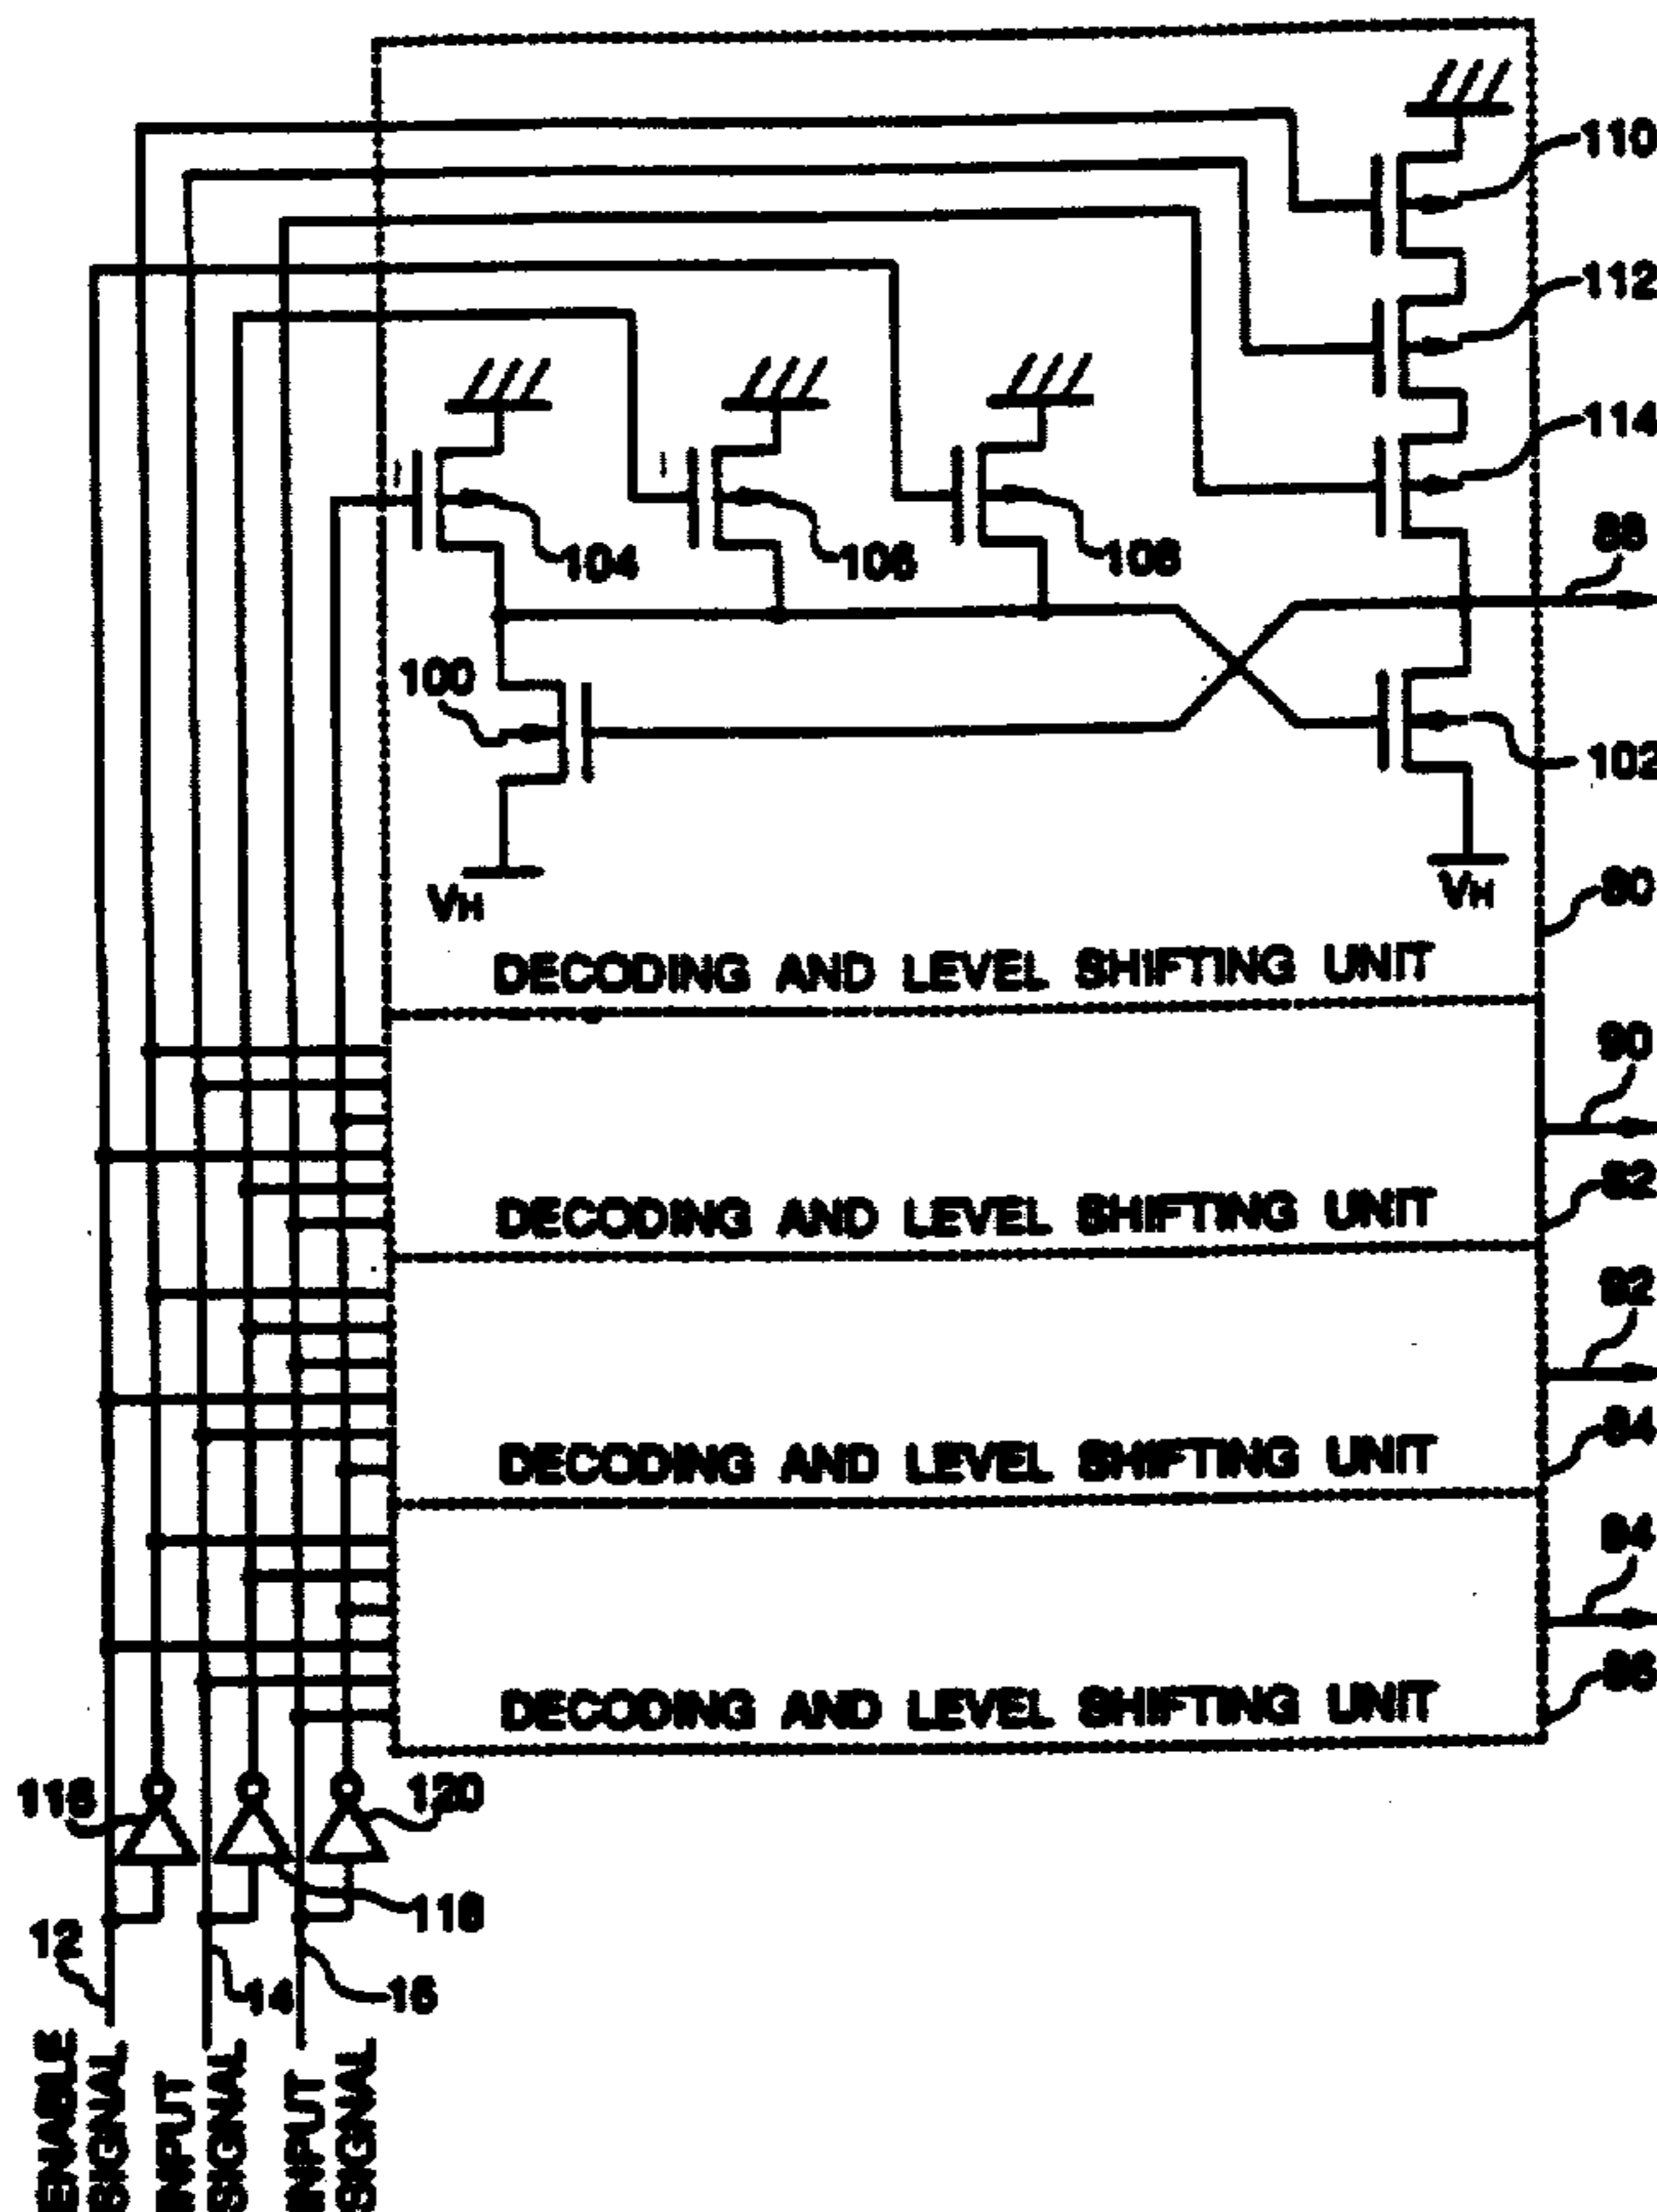 110
112
114
88
104
106
108
100
102
VH
VH
80
DECODING AND LEVEL SHIFTING UNIT
90
82
DECODING AND LEVEL SHIFTING UNIT
92
84
DECODING AND LEVEL SHIFTING UNIT
94
86
DECODING AND LEVEL SHIFTING UNIT
120
118
12
14
ENABLE
SIGNAL
INPUT
SIGNAL
INPUT
SIGNAL